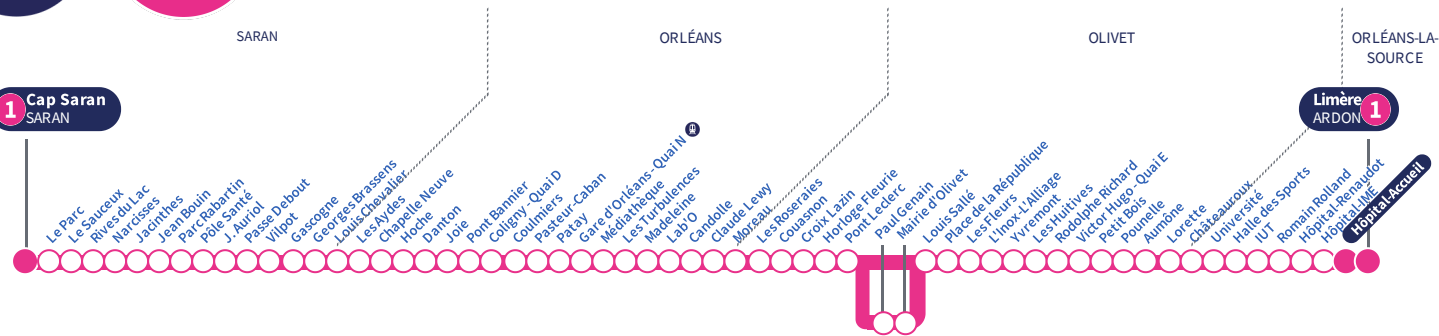 SARAN
ORLÉANS
OLIVET
ORLÉANS-LA-
SOURCE
1
Cap Saran
SARAN
Limère
ARDON
1
Le Parc
Le Sauceux
Rives du Lac
Narcisses
Jacinthes
Jean Bouin
Parc Rabartin
Pôle Santé
J. Auriol
Passe Debout
Vilpot
Gascogne
Georges Brassens
Louis Chevalier
Les Aydes
Chapelle Neuve
Hoche
Danton
Joie
Pont Bannier
Coligny - Quai D
Coulmiers
Pasteur-Caban
Patay
Gare d'Orléans - Quai N
Médiathèque
Les Turbulences
Madeleine
Lab'O
Candolle
Claude Lewy
Moreau
Les Roseraies
Couasnon
Croix Lazin
Horloge Fleurie
Pont Leclerc
Paul Genain
Mairie d'Olivet
Louis Sallé
Place de la République
Les Fleurs
L'Inox-L'Alliage
Yvremont
Les Huitives
Rodolphe Richard
Victor Hugo - Quai E
Petit Bois
Pournelle
Aumône
Lorette
Châteauroux
Université
Halle des Sports
IUT
Romain Rolland
Hôpital-Renaudot
Hôpital-IME
Hôpital-Accueil